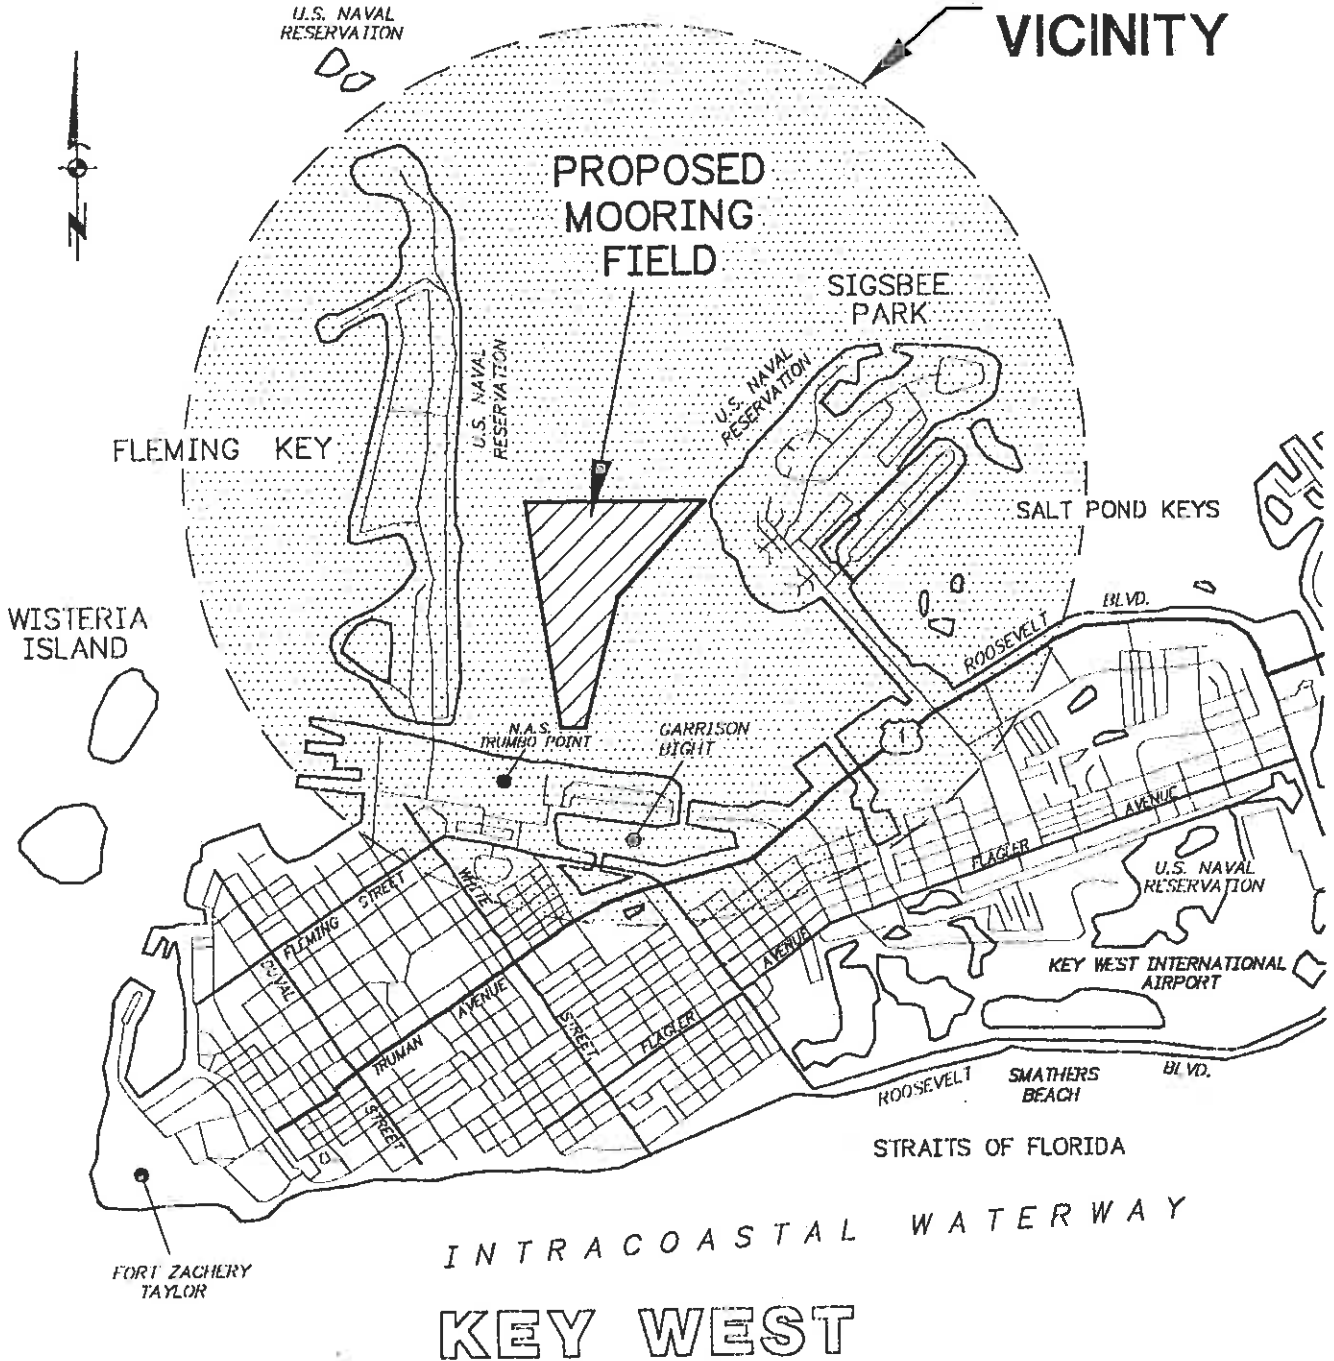 U.S. NAVAL
RESERVATION
VICINITY
N
PROPOSED
MOORING
FIELD
SIGSBEE
PARK
U.S. NAVAL
RESERVATION
U.S. NAVAL
RESERVATION
FLEMING KEY
SALT POND KEYS
WISTERIA
ISLAND
ROOSEVELT
BLVD.
N.A.S.
TRUMBO POINT
GARRISON
BIGHT
1
AVENUE
FLAGLER
U.S. NAVAL
RESERVATION
WHITE
STREET
FLEMING
DUVAL
AVENUE
KEY WEST INTERNATIONAL
AIRPORT
AVENUE
STREET
FLAGLER
TRUMAN
STREET
ROOSEVELT
BLVD.
SMATHERS
BEACH
STRAITS OF FLORIDA
INTRACOASTAL WATERWAY
FORT ZACHERY
TAYLOR
KEY WEST